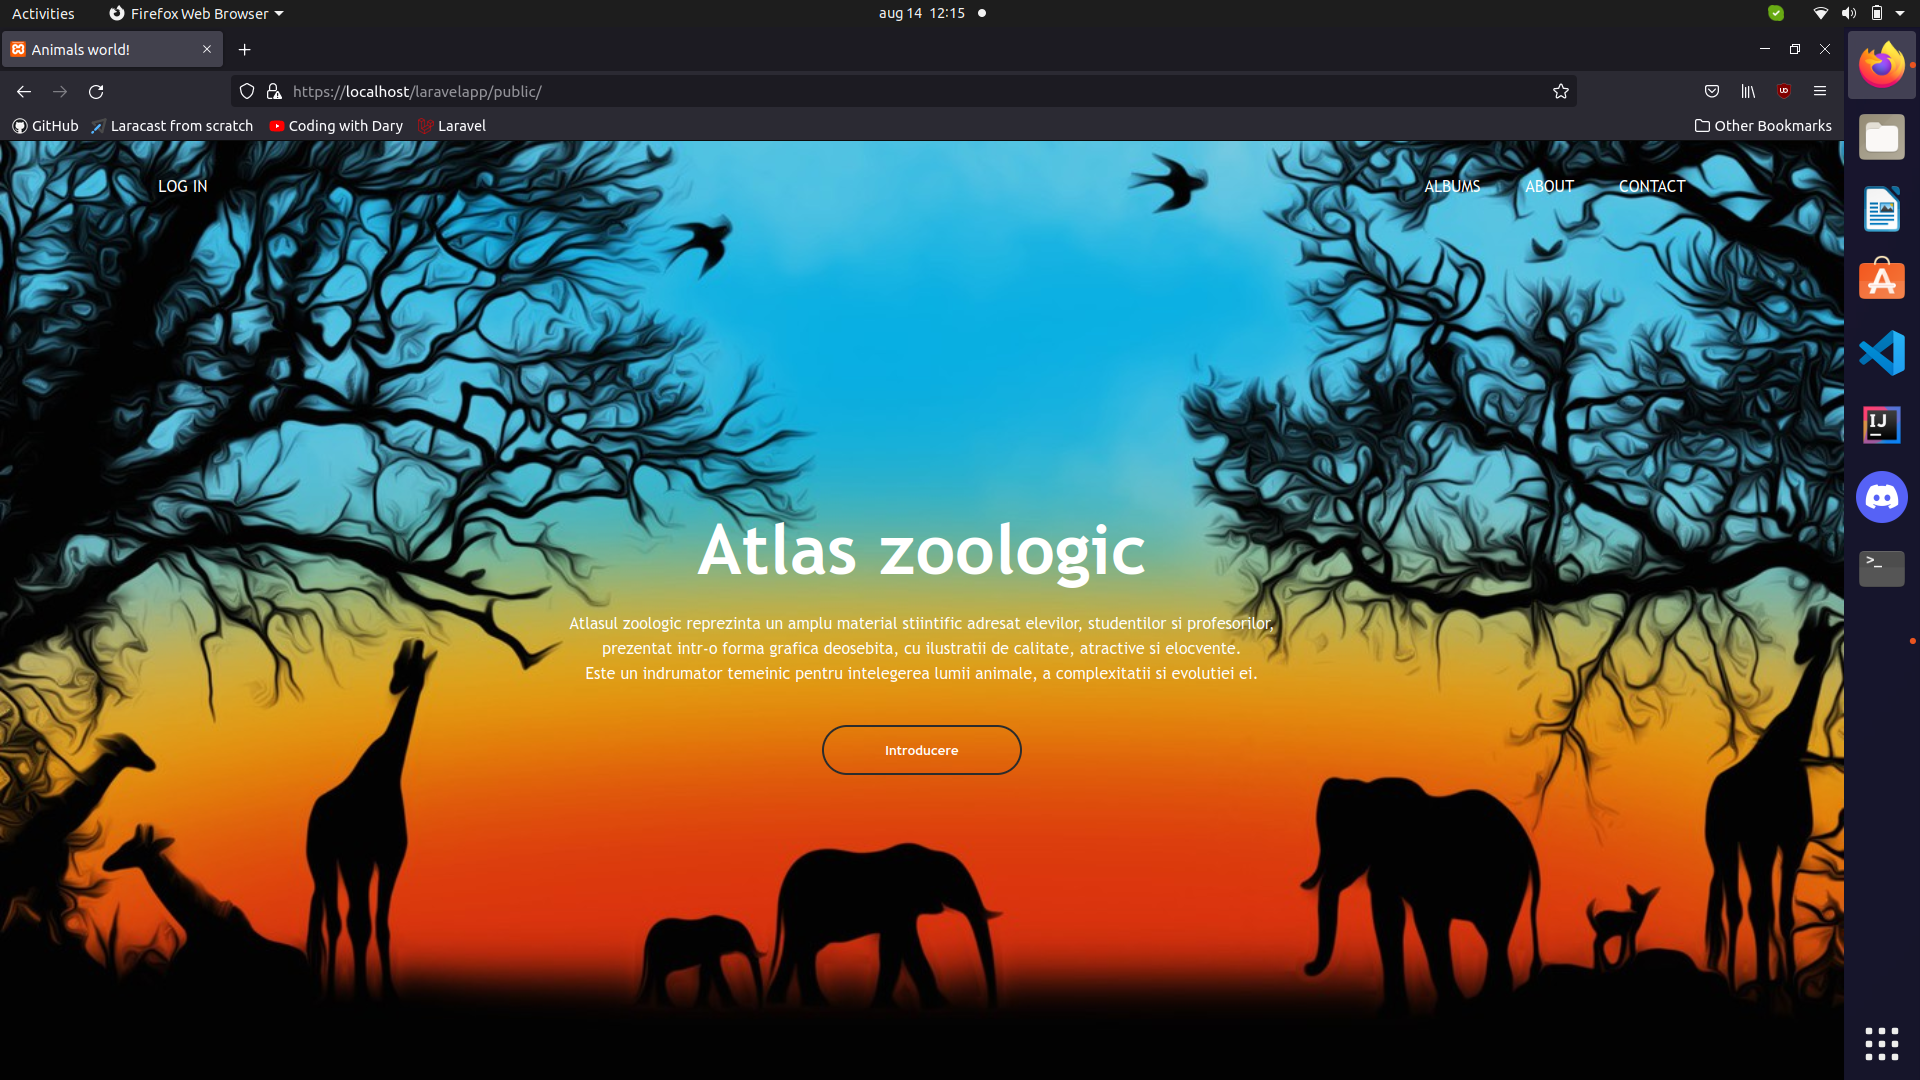 Activities
Firefox Web Browser
aug 14 12:15
Animals world!
https://localhost/laravelapp/public/
GitHub
Laracast from scratch
Coding with Dary
Laravel
Other Bookmarks
LOG IN
ALBUMS
ABOUT
CONTACT
Atlas zoologic
Atlasul zoologic reprezinta un amplu material stiintific adresat elevilor, studentilor si profesorilor,
prezentat intr-o forma grafica deosebita, cu ilustratii de calitate, atractive si elocvente.
Este un indrumator temeinic pentru intelegerea lumii animale, a complexitatii si evolutiei ei.
Introducere
IJ
>_